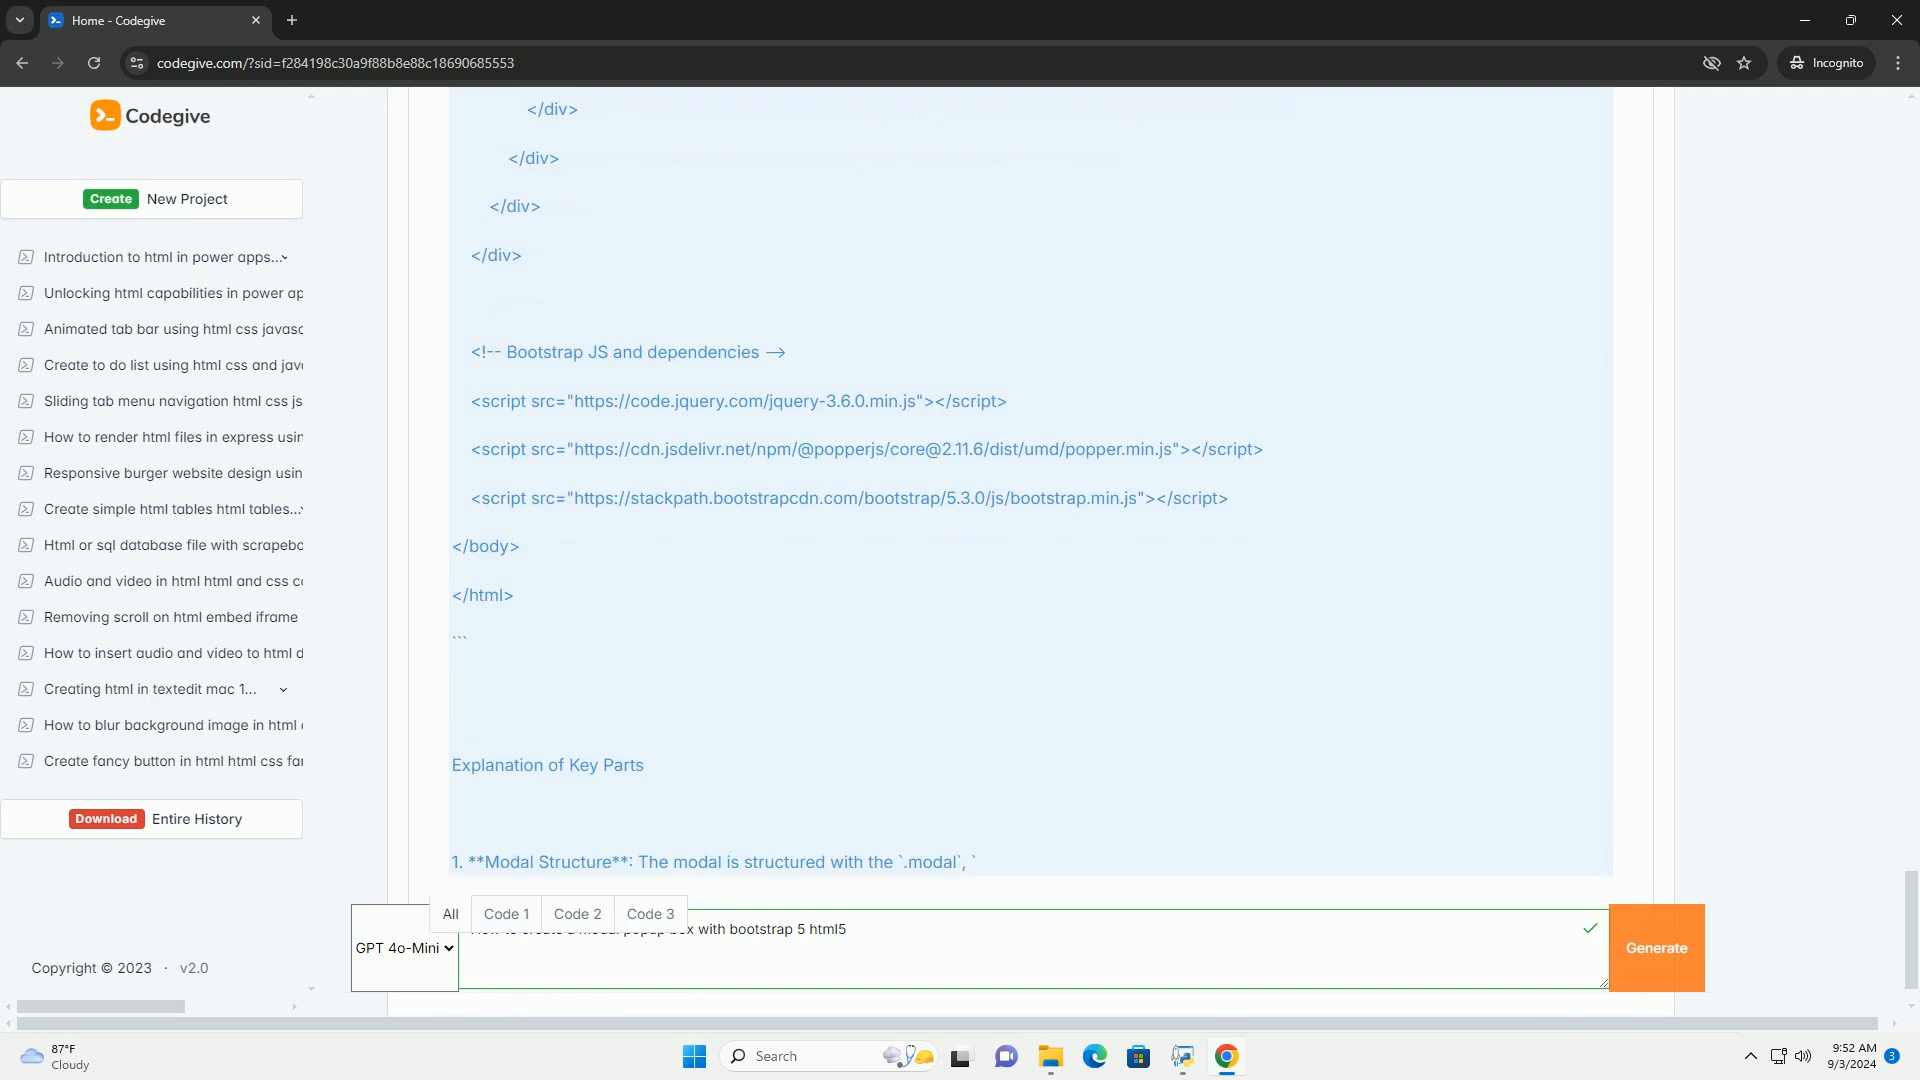 Home - Codegive
codegive.com/?sid=f284198c30a9f88b8e88c18690685553
Incognito
Codegive
Create New Project
Introduction to html in power apps...
Unlocking html capabilities in power ap
Animated tab bar using html css javasc
Create to do list using html css and java
Sliding tab menu navigation html css js
How to render html files in express usin
Responsive burger website design usin
Create simple html tables html tables...
Html or sql database file with scrapebo
Audio and video in html html and css co
Removing scroll on html embed iframe
How to insert audio and video to html d
Creating html in textedit mac 1...
How to blur background image in html
Create fancy button in html html css fan
Download Entire History
Copyright © 2023 · v2.0
</div>
</div>
</div>
</div>
<!-- Bootstrap JS and dependencies -->
<script src="https://code.jquery.com/jquery-3.6.0.min.js"></script>
<script src="https://cdn.jsdelivr.net/npm/@popperjs/core@2.11.6/dist/umd/popper.min.js"></script>
<script src="https://stackpath.bootstrapcdn.com/bootstrap/5.3.0/js/bootstrap.min.js"></script>
</body>
</html>
```
Explanation of Key Parts
1. **Modal Structure**: The modal is structured with the `.modal`, `
All Code 1 Code 2 Code 3
GPT 4o-Mini
How to create a modal popup box with bootstrap 5 html5
Generate
87°F
Cloudy
Search
9:52 AM
9/3/2024
3